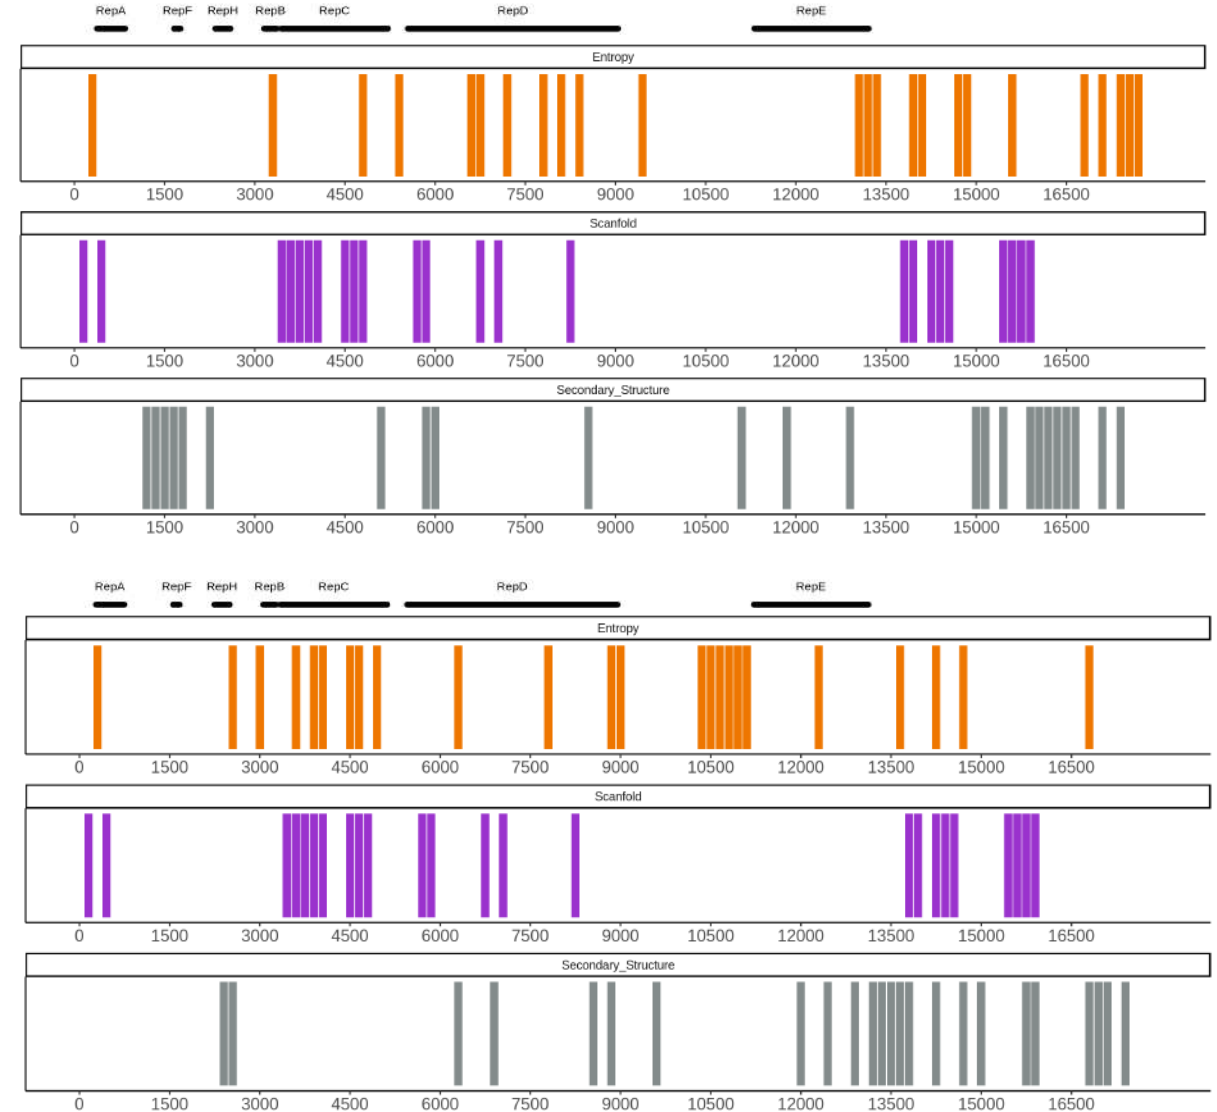 RepA RepF RepH RepB RepC RepD RepE
Entropy
0 1500 3000 4500 6000 7500 9000 10500 12000 13500 15000 16500
Scanfold
0 1500 3000 4500 6000 7500 9000 10500 12000 13500 15000 16500
Secondary_Structure
0 1500 3000 4500 6000 7500 9000 10500 12000 13500 15000 16500
RepA RepF RepH RepB RepC RepD RepE
Entropy
0 1500 3000 4500 6000 7500 9000 10500 12000 13500 15000 16500
Scanfold
0 1500 3000 4500 6000 7500 9000 10500 12000 13500 15000 16500
Secondary_Structure
0 1500 3000 4500 6000 7500 9000 10500 12000 13500 15000 16500